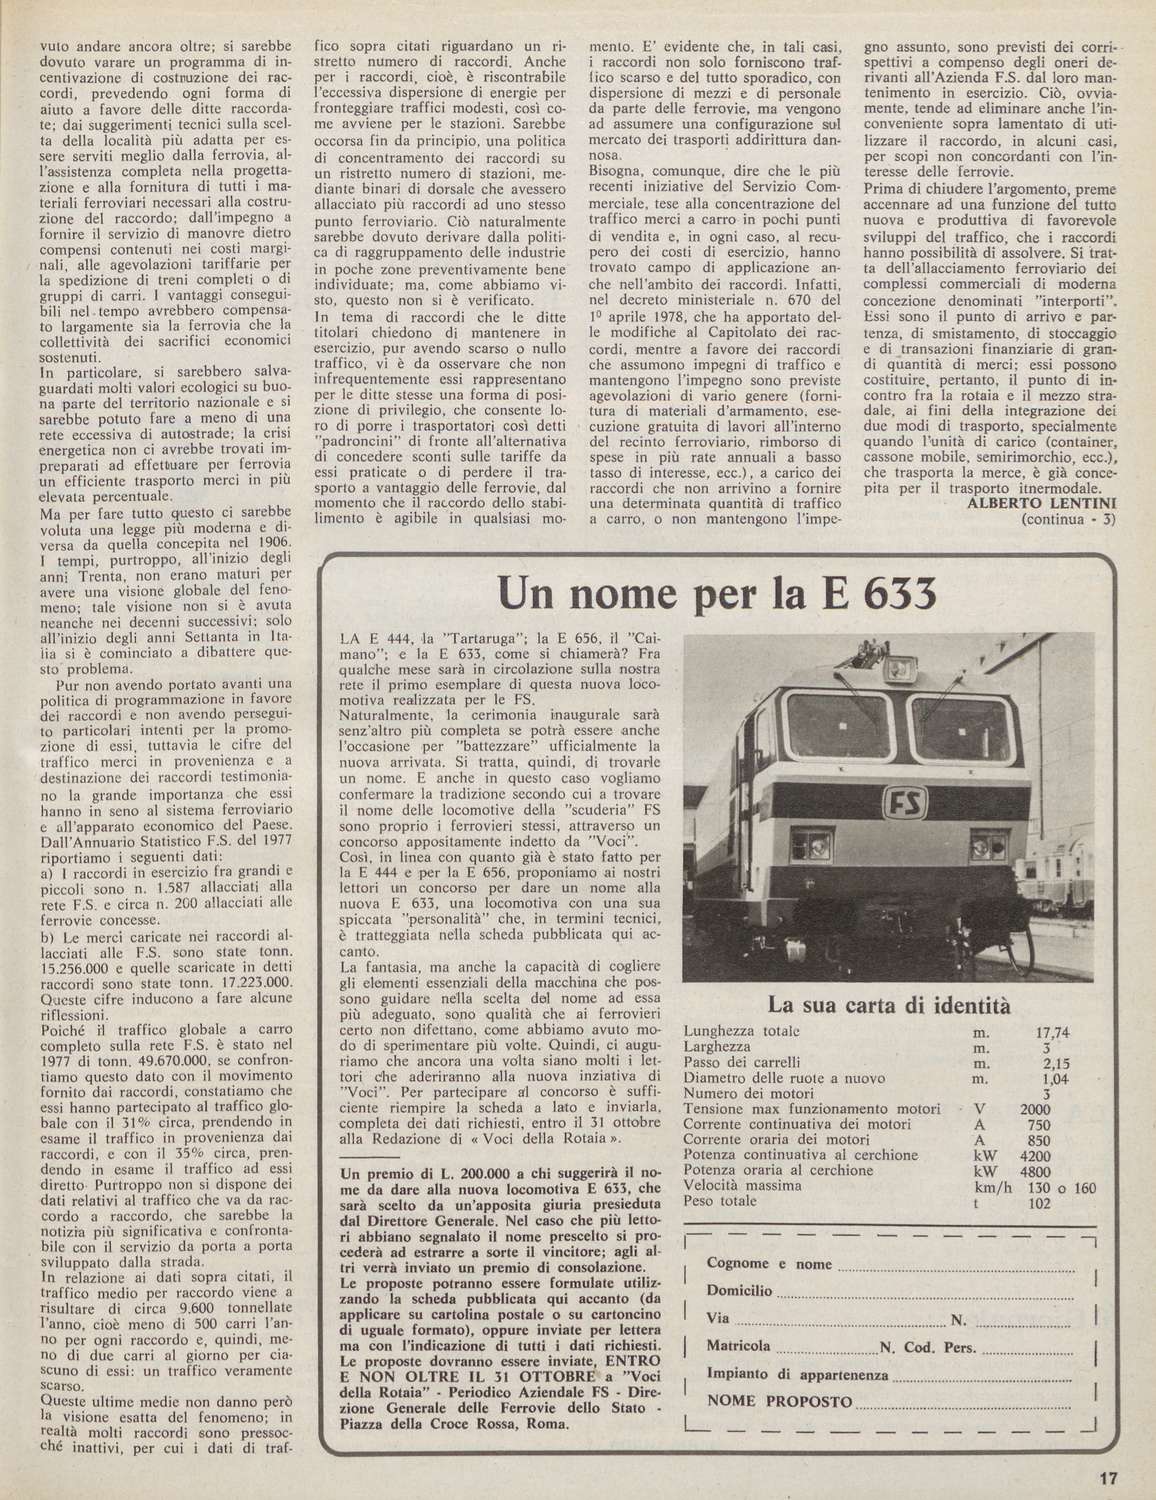 vuto andare ancora oltre; si sarebbe
dovuto varare un programma di in-
centivazione di costruzione dei rac-
cordi, prevedendo ogni forma di
aiuto a favore delle ditte raccorda-
te; dai suggerimenti tecnici sulla scel-
ta della località più adatta per es-
sere serviti meglio dalla ferrovia, al-
l'assistenza completa nella progetta-
zione e alla fornitura di tutti i ma-
teriali ferroviari necessari alla costru-
zione del raccordo; dall'impegno a
fornire il servizio di manovre dietro
compensi contenuti nei costi margi-
nali, alle agevolazioni tariffarie per
la spedizione di treni completi o di
gruppi di carri. I vantaggi consegui-
bili nel tempo avrebbero compensa-
to largamente sia la ferrovia che la
collettività dei sacrifici economici
sostenuti.
In particolare, si sarebbero salva-
guardati molti valori ecologici su buo-
na parte del territorio nazionale e si
sarebbe potuto fare a meno di una
rete eccessiva di autostrade; la crisi
energetica non ci avrebbe trovati im-
preparati ad effettuare per ferrovia
un efficiente trasporto merci in più
elevata percentuale.
Ma per fare tutto questo ci sarebbe
voluta una legge più moderna e di-
versa da quella concepita nel 1906.
I tempi, purtroppo, all'inizio degli
anni Trenta, non erano maturi per
avere una visione globale del feno-
meno; tale visione non si è avuta
neanche nei decenni successivi; solo
all'inizio degli anni Settanta in Ita-
lia si è cominciato a dibattere que-
sto problema.
Pur non avendo portato avanti una
politica di programmazione in favore
dei raccordi e non avendo persegui-
to particolari intenti per la promo-
zione di essi, tuttavia le cifre del
traffico merci in provenienza e a
destinazione dei raccordi testimonia-
no la grande importanza che essi
hanno in seno al sistema ferroviario
e all'apparato economico del Paese.
Dall'Annuario Statistico F.S. del 1977
riportiamo i seguenti dati:
a) I raccordi in esercizio fra grandi e
piccoli sono n. 1.587 allacciati alla
rete F.S. e circa n. 200 allacciati alle
ferrovie concesse.
b) Le merci caricate nei raccordi al-
lacciati alle F.S. sono state tonn.
15.256.000 e quelle scaricate in detti
raccordi sono state tonn. 17.223.000.
Queste cifre inducono a fare alcune
riflessioni.
Poiché il traffico globale a carro
completo sulla rete F.S. è stato nel
1977 di tonn. 49.670.000, se confron-
tiamo questo dato con il movimento
fornito dai raccordi, constatiamo che
essi hanno partecipato al traffico glo-
bale con il 31% circa, prendendo in
esame il traffico in provenienza dai
raccordi, e con il 35% circa, pren-
dendo in esame il traffico ad essi
diretto Purtroppo non si dispone dei
dati relativi al traffico che va da rac-
cordo a raccordo, che sarebbe la
notizia più significativa e confronta-
bile con il servizio da porta a porta
sviluppato dalla strada.
In relazione ai dati sopra citati, il
traffico medio per raccordo viene a
risultare di circa 9.600 tonnellate
l'anno, cioè meno di 500 carri l'an-
no per ogni raccordo e, quindi, me-
no di due carri al giorno per cia-
scuno di essi: un traffico veramente
scarso.
Queste ultime medie non danno però
la visione esatta del fenomeno; in
realtà molti raccordi sono pressoc-
ché inattivi, per cui i dati di traf-
fico sopra citati riguardano un ri-
stretto numero di raccordi. Anche
per i raccordi, cioè, è riscontrabile
l'eccessiva dispersione di energie per
fronteggiare traffici modesti, così co-
me avviene per le stazioni. Sarebbe
occorsa fin da principio, una politica
di concentramento dei raccordi su
un ristretto numero di stazioni, me-
diante binari di dorsale che avessero
allacciato più raccordi ad uno stesso
punto ferroviario. Ciò naturalmente
sarebbe dovuto derivare dalla politi-
ca di raggruppamento delle industrie
in poche zone preventivamente bene
individuate; ma, come abbiamo vi-
sto, questo non si è verificato.
In tema di raccordi che le ditte
titolari chiedono di mantenere in
esercizio, pur avendo scarso o nullo
traffico, vi è da osservare che non
infrequentemente essi rappresentano
per le ditte stesse una forma di posi-
zione di privilegio, che consente lo-
ro di porre i trasportatori così detti
"padroncini" di fronte all'alternativa
di concedere sconti sulle tariffe da
essi praticate o di perdere il tra-
sporto a vantaggio delle ferrovie, dal
momento che il raccordo dello stabi-
limento è agibile in qualsiasi mo-
mento. E' evidente che, in tali casi,
i raccordi non solo forniscono traf-
fico scarso e del tutto sporadico, con
dispersione di mezzi e di personale
da parte delle ferrovie, ma vengono
ad assumere una configurazione sul
mercato dei trasporti addirittura dan-
nosa.
Bisogna, comunque, dire che le più
recenti iniziative del Servizio Com-
merciale, tese alla concentrazione del
traffico merci a carro in pochi punti
di vendita e, in ogni caso, al recu-
pero dei costi di esercizio, hanno
trovato campo di applicazione an-
che nell'ambito dei raccordi. Infatti,
nel decreto ministeriale n. 670 del
1º aprile 1978, che ha apportato del-
le modifiche al Capitolato dei rac-
cordi, mentre a favore dei raccordi
che assumono impegni di traffico e
mantengono l'impegno sono previste
agevolazioni di vario genere (forni-
tura di materiali d'armamento, ese-
cuzione gratuita di lavori all'interno
del recinto ferroviario, rimborso di
spese in più rate annuali a basso
tasso di interesse, ecc.), a carico dei
raccordi che non arrivino a fornire
una determinata quantità di traffico
a carro, o non mantengono l'impe-
gno assunto, sono previsti dei corri-
spettivi a compenso degli oneri de-
rivanti all'Azienda F.S. dal loro man-
tenimento in esercizio. Ciò, ovvia-
mente, tende ad eliminare anche l'in-
conveniente sopra lamentato di uti-
lizzare il raccordo, in alcuni casi,
per scopi non concordanti con l'in-
teresse delle ferrovie.
Prima di chiudere l'argomento, preme
accennare ad una funzione del tutto
nuova e produttiva di favorevole
sviluppi del traffico, che i raccordi
hanno possibilità di assolvere. Si trat-
ta dell'allacciamento ferroviario dei
complessi commerciali di moderna
concezione denominati "interporti".
Essi sono il punto di arrivo e par-
tenza, di smistamento, di stoccaggio
e di transazioni finanziarie di gran-
di quantità di merci; essi possono
costituire, pertanto, il punto di in-
contro fra la rotaia e il mezzo stra-
dale, ai fini della integrazione dei
due modi di trasporto, specialmente
quando l'unità di carico (container,
cassone mobile, semirimorchio, ecc.),
che trasporta la merce, è già conce-
pita per il trasporto itnermodale.
ALBERTO LENTINI
(continua - 3)
Un nome per la E 633
LA E 444, la "Tartaruga"; la E 656, il "Cai-
mano"; e la E 633, come si chiamerà? Fra
qualche mese sarà in circolazione sulla nostra
rete il primo esemplare di questa nuova loco-
motiva realizzata per le FS.
Naturalmente, la cerimonia inaugurale sarà
senz'altro più completa se potrà essere anche
l'occasione per "battezzare" ufficialmente la
nuova arrivata. Si tratta, quindi, di trovarle
un nome. E anche in questo caso vogliamo
confermare la tradizione secondo cui a trovare
il nome delle locomotive della "scuderia" FS
sono proprio i ferrovieri stessi, attraverso un
concorso appositamente indetto da "Voci".
Così, in linea con quanto già è stato fatto per
la E 444 e per la E 656, proponiamo ai nostri
lettori un concorso per dare un nome alla
nuova E 633, una locomotiva con una sua
spiccata "personalità" che, in termini tecnici,
è tratteggiata nella scheda pubblicata qui ac-
canto.
La fantasia, ma anche la capacità di cogliere
gli elementi essenziali della macchina che pos-
sono guidare nella scelta del nome ad essa
più adeguato, sono qualità che ai ferrovieri
certo non difettano, come abbiamo avuto mo-
do di sperimentare più volte. Quindi, ci augu-
riamo che ancora una volta siano molti i let-
tori che aderiranno alla nuova inziativa di
"Voci". Per partecipare al concorso è suffi-
ciente riempire la scheda a lato e inviarla,
completa dei dati richiesti, entro il 31 ottobre
alla Redazione di « Voci della Rotaia ».
Un premio di L. 200.000 a chi suggerirà il no-
me da dare alla nuova locomotiva E 633, che
sarà scelto da un'apposita giuria presieduta
dal Direttore Generale. Nel caso che più letto-
ri abbiano segnalato il nome prescelto si pro-
cederà ad estrarre a sorte il vincitore; agli al-
tri verrà inviato un premio di consolazione.
Le proposte potranno essere formulate utiliz-
zando la scheda pubblicata qui accanto (da
applicare su cartolina postale o su cartoncino
di uguale formato), oppure inviate per lettera
ma con l'indicazione di tutti i dati richiesti.
Le proposte dovranno essere inviate, ENTRO
E NON OLTRE IL 31 OTTOBRE a "Voci
della Rotaia" - Periodico Aziendale FS - Dire-
zione Generale delle Ferrovie dello Stato -
Piazza della Croce Rossa, Roma.
FS
La sua carta di identità
Lunghezza totale m. 17,74
Larghezza m. 3
Passo dei carrelli m. 2,15
Diametro delle ruote a nuovo m. 1,04
Numero dei motori 3
Tensione max funzionamento motori V 2000
Corrente continuativa dei motori A 750
Corrente oraria dei motori A 850
Potenza continuativa al cerchione kW 4200
Potenza oraria al cerchione kW 4800
Velocità massima km/h 130 o 160
Peso totale t 102
Cognome e nome
Domicilio
Via N.
Matricola N. Cod. Pers.
Impianto di appartenenza
NOME PROPOSTO
17